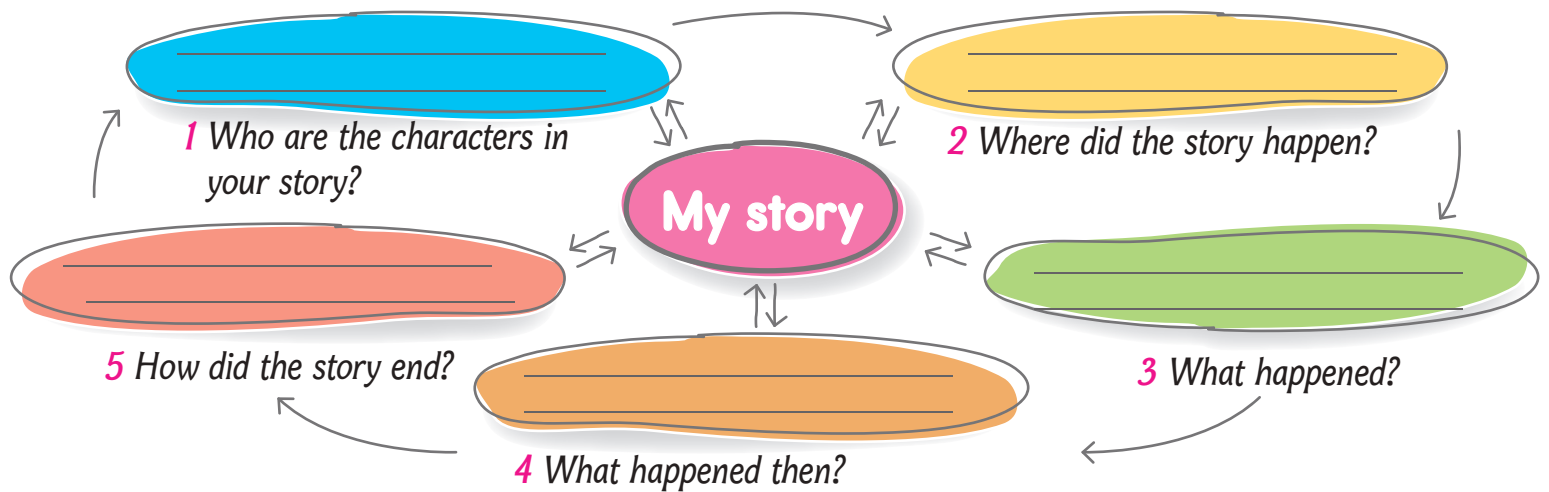 1 Who are the characters in
your story?
2 Where did the story happen?
My story
3 What happened?
4 What happened then?
5 How did the story end?